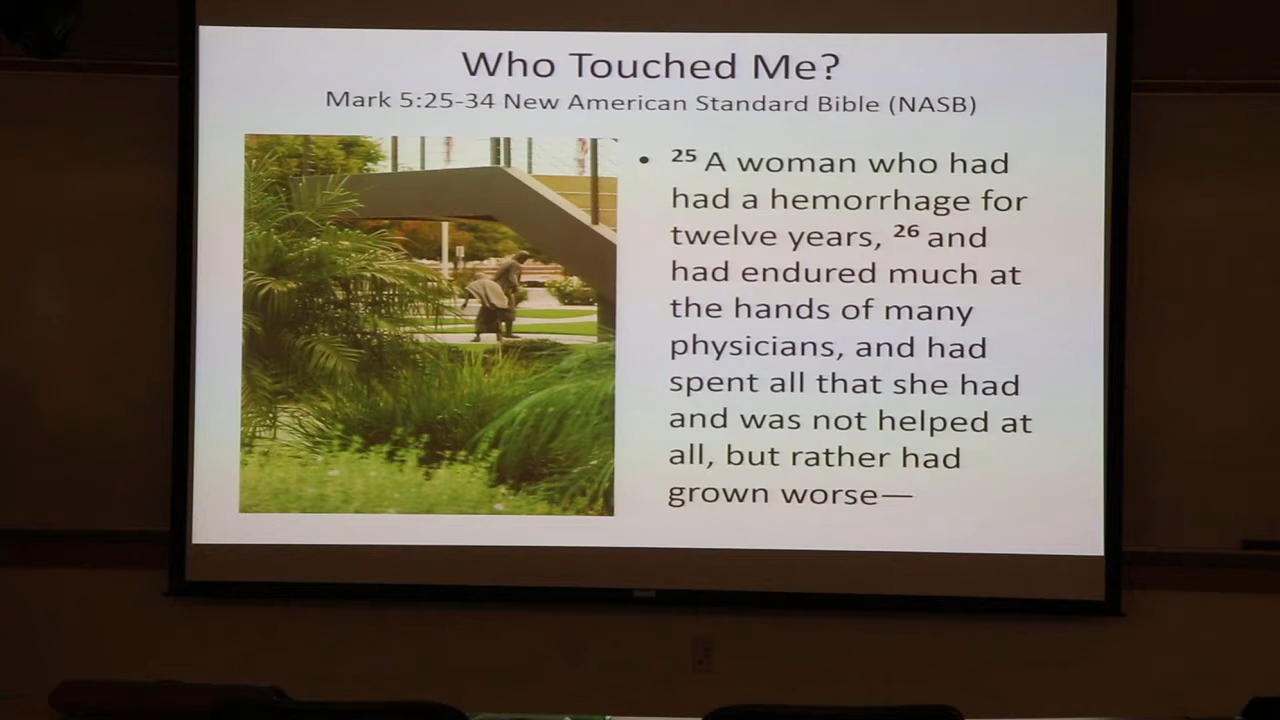 Who Touched Me?
Mark 5:25-34 New American Standard Bible (NASB)
• 25 A woman who had
had a hemorrhage for
twelve years, 26 and
had endured much at
the hands of many
physicians, and had
spent all that she had
and was not helped at
all, but rather had
grown worse—